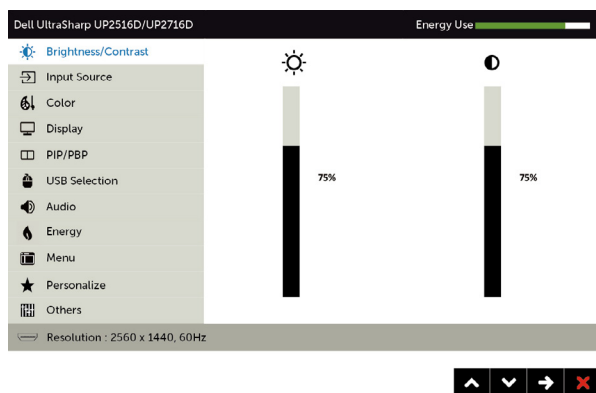 Dell UltraSharp UP2516D/UP2716D
Energy Use
Brightness/Contrast
Input Source
Color
Display
PIP/PBP
USB Selection
Audio
Energy
Menu
Personalize
Others
75%
75%
Resolution : 2560 x 1440, 60Hz